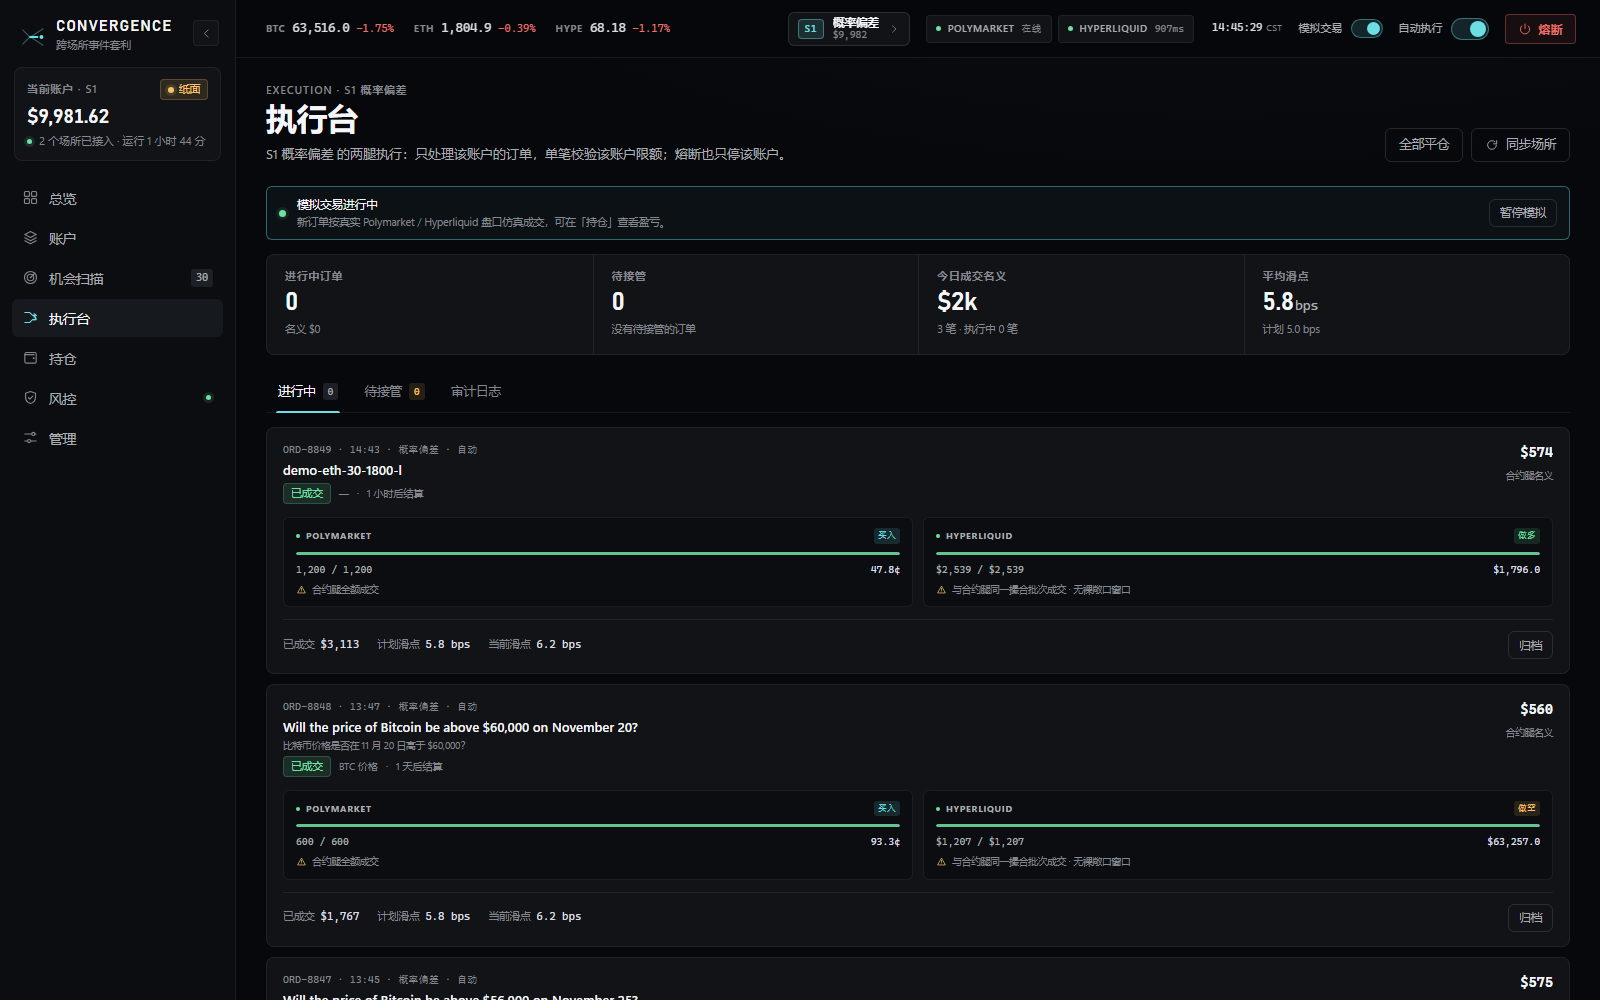 CONVERGENCE
跨场所事件套利
当前账户 · S1
纸面
$9,981.62
2 个场所已接入 · 运行 1 小时 44 分
总览
账户
机会扫描
30
执行台
持仓
风控
管理
BTC 63,516.0 -1.75%
ETH 1,804.9 -0.39%
HYPE 68.18 -1.17%
S1
概率偏差
$9,982
POLYMARKET 在线
HYPERLIQUID 907ms
14:45:29 CST
模拟交易
自动执行
熔断
EXECUTION · S1 概率偏差
执行台
S1 概率偏差 的两腿执行：只处理该账户的订单，单笔校验该账户限额；熔断也只停该账户。
全部平仓
同步场所
模拟交易进行中
新订单按真实 Polymarket / Hyperliquid 盘口仿真成交，可在「持仓」查看盈亏。
暂停模拟
进行中订单
0
名义 $0
待接管
0
没有待接管的订单
今日成交名义
$2k
3 笔 · 执行中 0 笔
平均滑点
5.8 bps
计划 5.0 bps
进行中 0
待接管 0
审计日志
ORD-8849 · 14:43 · 概率偏差 · 自动
demo-eth-30-1800-l
已成交 — · 1 小时后结算
$574
合约腿名义
POLYMARKET
买入
1,200 / 1,200
47.8¢
⚠ 合约腿全额成交
HYPERLIQUID
做多
$2,539 / $2,539
$1,796.0
⚠ 与合约腿同一撮合批次成交 · 无裸敞口窗口
已成交 $3,113 计划滑点 5.8 bps 当前滑点 6.2 bps
归档
ORD-8848 · 13:47 · 概率偏差 · 自动
Will the price of Bitcoin be above $60,000 on November 20?
比特币价格是否在 11 月 20 日高于 $60,000?
已成交 BTC 价格 · 1 天后结算
$560
合约腿名义
POLYMARKET
买入
600 / 600
93.3¢
⚠ 合约腿全额成交
HYPERLIQUID
做空
$1,207 / $1,207
$63,257.0
⚠ 与合约腿同一撮合批次成交 · 无裸敞口窗口
已成交 $1,767 计划滑点 5.8 bps 当前滑点 6.2 bps
归档
ORD-8847 · 13:45 · 概率偏差 · 自动
Will the price of Bitcoin be above $56,000 on November 25?
$575